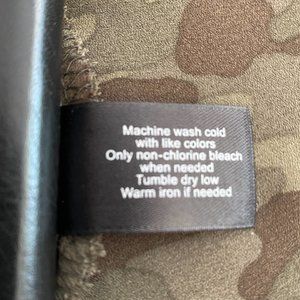 Machine wash cold
with like colors
Only non-chlorine bleach
when needed
Tumble dry low
Warm iron if needed